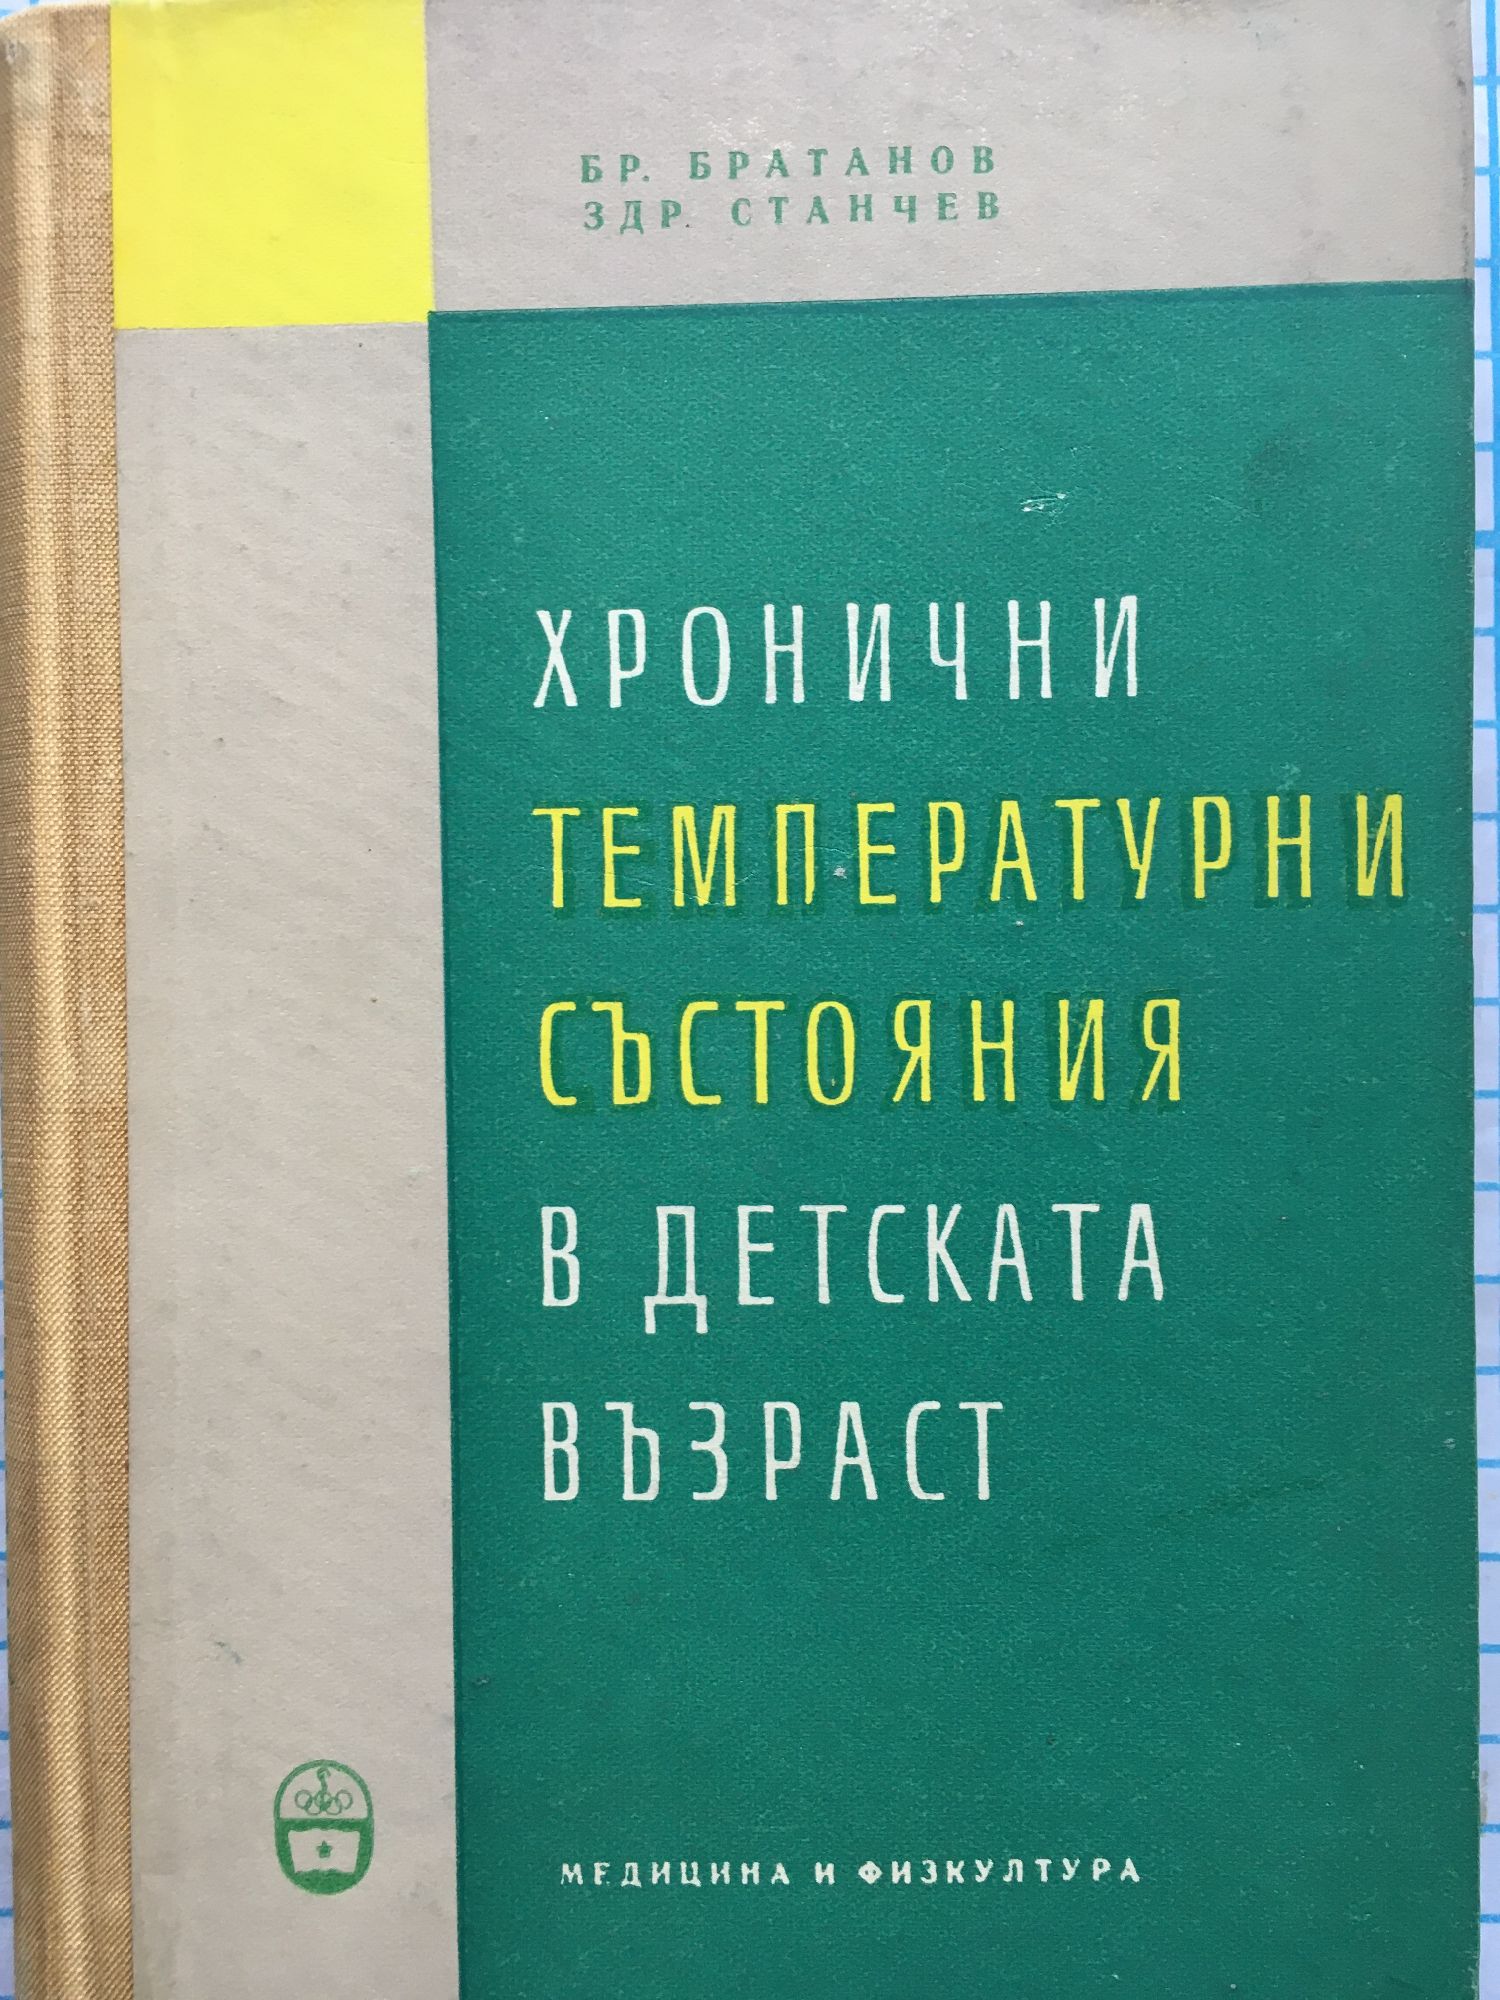 БР. БРАТАНОВ
ЗДР. СТАНЧЕВ
ХРОНИЧНИ
ТЕМПЕРАТУРНИ
СЪСТОЯНИЯ
В ДЕТСКАТА
ВЪЗРАСТ
МЕДИЦИНА И ФИЗКУЛТУРА